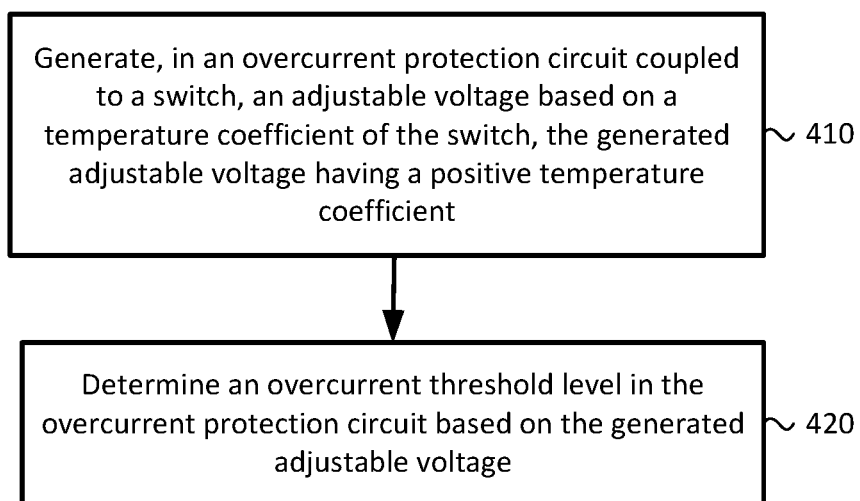 Generate, in an overcurrent protection circuit coupled
to a switch, an adjustable voltage based on a
temperature coefficient of the switch, the generated
adjustable voltage having a positive temperature
coefficient
410
Determine an overcurrent threshold level in the
overcurrent protection circuit based on the generated
adjustable voltage
420